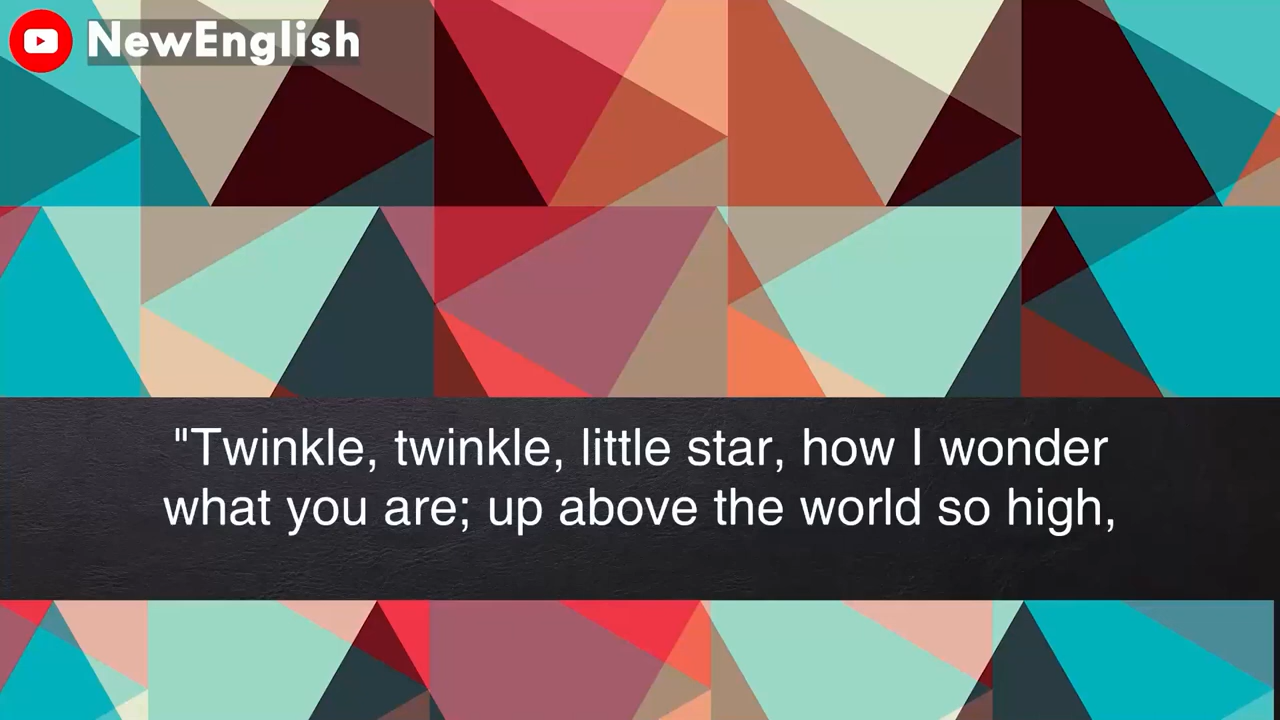 NewEnglish
"Twinkle, twinkle, little star, how I wonder
what you are; up above the world so high,